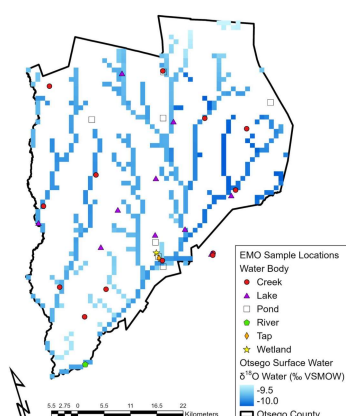 EMO Sample Locations
Water Body
Creek
Lake
Pond
River
Tap
Wetland
Otsego Surface Water
δ18O Water (‰ VSMOW)
-9.5
-10.0
Otsego County
5.5 2.75 0 5.5 11 16.5 22
Kilometers